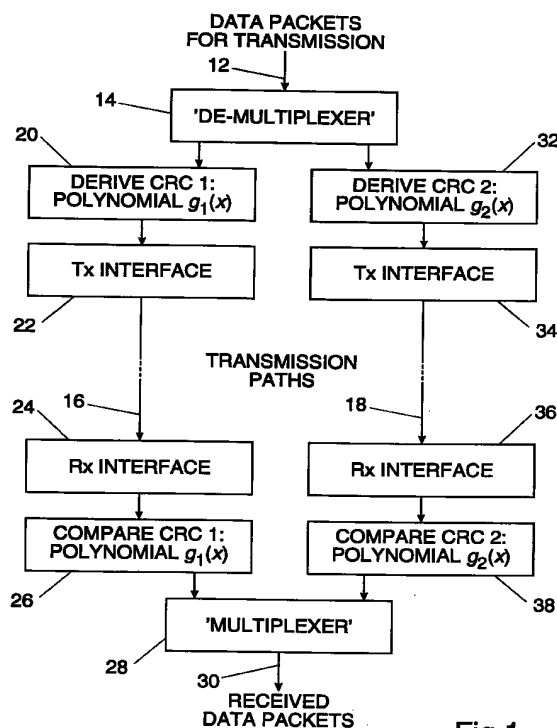 DATA PACKETS
FOR TRANSMISSION
12
14
'DE-MULTIPLEXER'
20
32
DERIVE CRC 1:
POLYNOMIAL g₁(x)
DERIVE CRC 2:
POLYNOMIAL g₂(x)
Tx INTERFACE
Tx INTERFACE
22
34
TRANSMISSION
PATHS
24
16
18
36
Rx INTERFACE
Rx INTERFACE
COMPARE CRC 1:
POLYNOMIAL g₁(x)
COMPARE CRC 2:
POLYNOMIAL g₂(x)
26
38
'MULTIPLEXER'
28
30
RECEIVED
DATA PACKETS
Fig 1